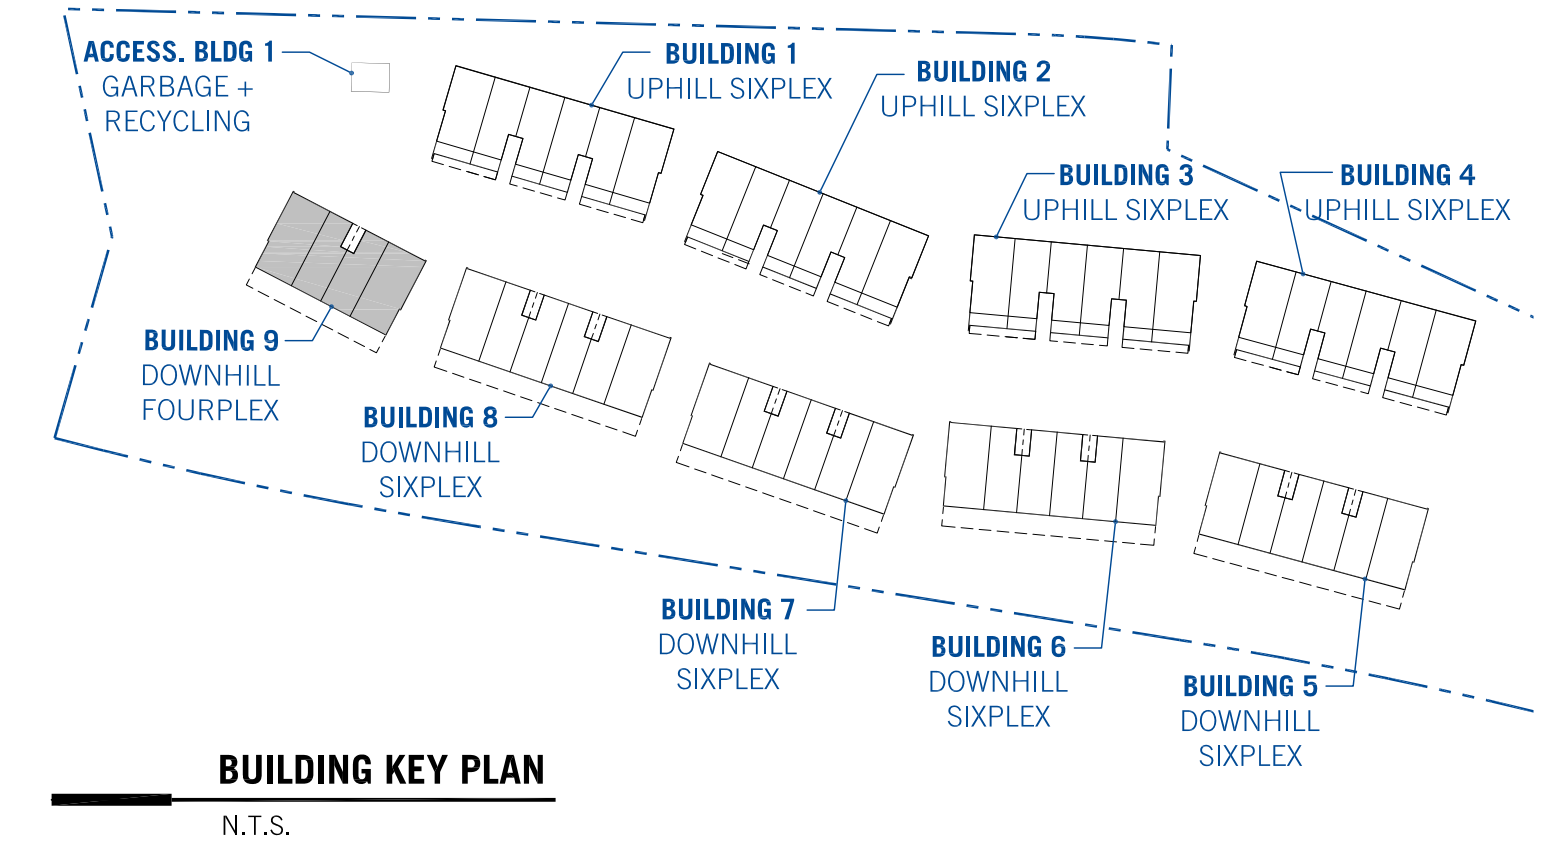 ACCESS. BLDG 1
GARBAGE +
RECYCLING
BUILDING 1
UPHILL SIXPLEX
BUILDING 2
UPHILL SIXPLEX
BUILDING 3
UPHILL SIXPLEX
BUILDING 4
UPHILL SIXPLEX
BUILDING 9
DOWNHILL
FOURPLEX
BUILDING 8
DOWNHILL
SIXPLEX
BUILDING 7
DOWNHILL
SIXPLEX
BUILDING 6
DOWNHILL
SIXPLEX
BUILDING 5
DOWNHILL
SIXPLEX
BUILDING KEY PLAN
N.T.S.